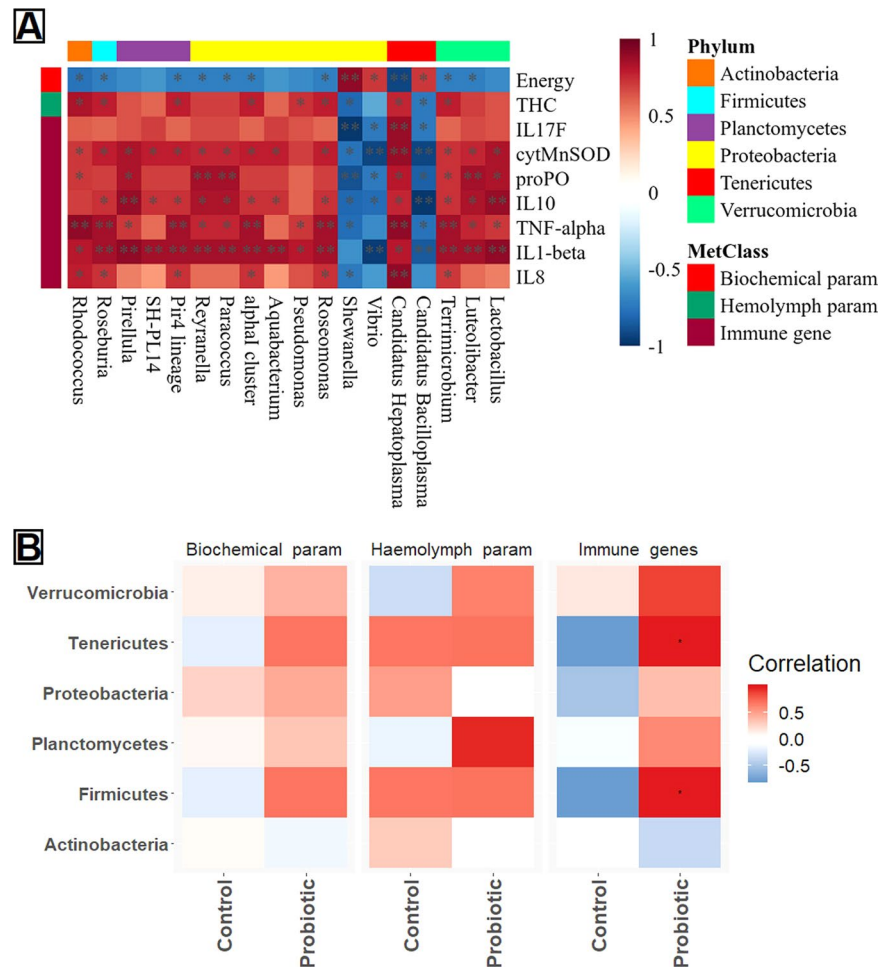 A
Energy
THC
IL17F
cytMnSOD
proPO
IL10
TNF-alpha
IL1-beta
IL8
Rhodococcus
Roseburia
Pirellula
SH-PL14
Pir4 lineage
Reyranella
Paracoccus
alphaI cluster
Aquabacterium
Pseudomonas
Roseomonas
Shewanella
Vibrio
Candidatus Hepatoplasma
Candidatus Bacilloplasma
Terrimicrobium
Luteolibacter
Lactobacillus
1
0.5
0
-0.5
-1
Phylum
Actinobacteria
Firmicutes
Planctomycetes
Proteobacteria
Tenericutes
Verrucomicrobia
MetClass
Biochemical param
Hemolymph param
Immune gene
B
Biochemical param
Haemolymph param
Immune genes
Verrucomicrobia
Tenericutes
Proteobacteria
Planctomycetes
Firmicutes
Actinobacteria
Control
Probiotic
Control
Probiotic
Control
Probiotic
Correlation
0.5
0.0
-0.5